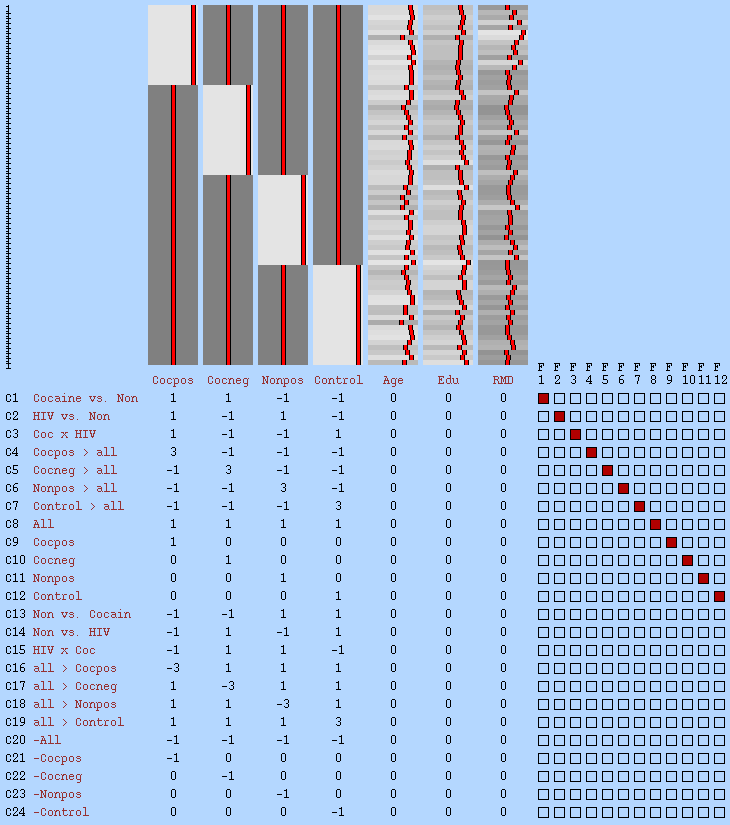 1
F F F F F F F F F F F F
Cocpos Cocneg Nonpos Control Age Edu RMD 1 2 3 4 5 6 7 8 9 10 11 12
C1 Cocaine vs. Non 1 1 -1 -1 0 0 0
C2 HIV vs. Non 1 -1 1 -1 0 0 0
C3 Coc x HIV 1 -1 -1 1 0 0 0
C4 Cocpos > all 3 -1 -1 -1 0 0 0
C5 Cocneg > all -1 3 -1 -1 0 0 0
C6 Nonpos > all -1 -1 3 -1 0 0 0
C7 Control > all -1 -1 -1 3 0 0 0
C8 All 1 1 1 1 0 0 0
C9 Cocpos 1 0 0 0 0 0 0
C10 Cocneg 0 1 0 0 0 0 0
C11 Nonpos 0 0 1 0 0 0 0
C12 Control 0 0 0 1 0 0 0
C13 Non vs. Cocain -1 -1 1 1 0 0 0
C14 Non vs. HIV -1 1 -1 1 0 0 0
C15 HIV x Coc -1 1 1 -1 0 0 0
C16 all > Cocpos -3 1 1 1 0 0 0
C17 all > Cocneg 1 -3 1 1 0 0 0
C18 all > Nonpos 1 1 -3 1 0 0 0
C19 all > Control 1 1 1 3 0 0 0
C20 -All -1 -1 -1 -1 0 0 0
C21 -Cocpos -1 0 0 0 0 0 0
C22 -Cocneg 0 -1 0 0 0 0 0
C23 -Nonpos 0 0 -1 0 0 0 0
C24 -Control 0 0 0 -1 0 0 0